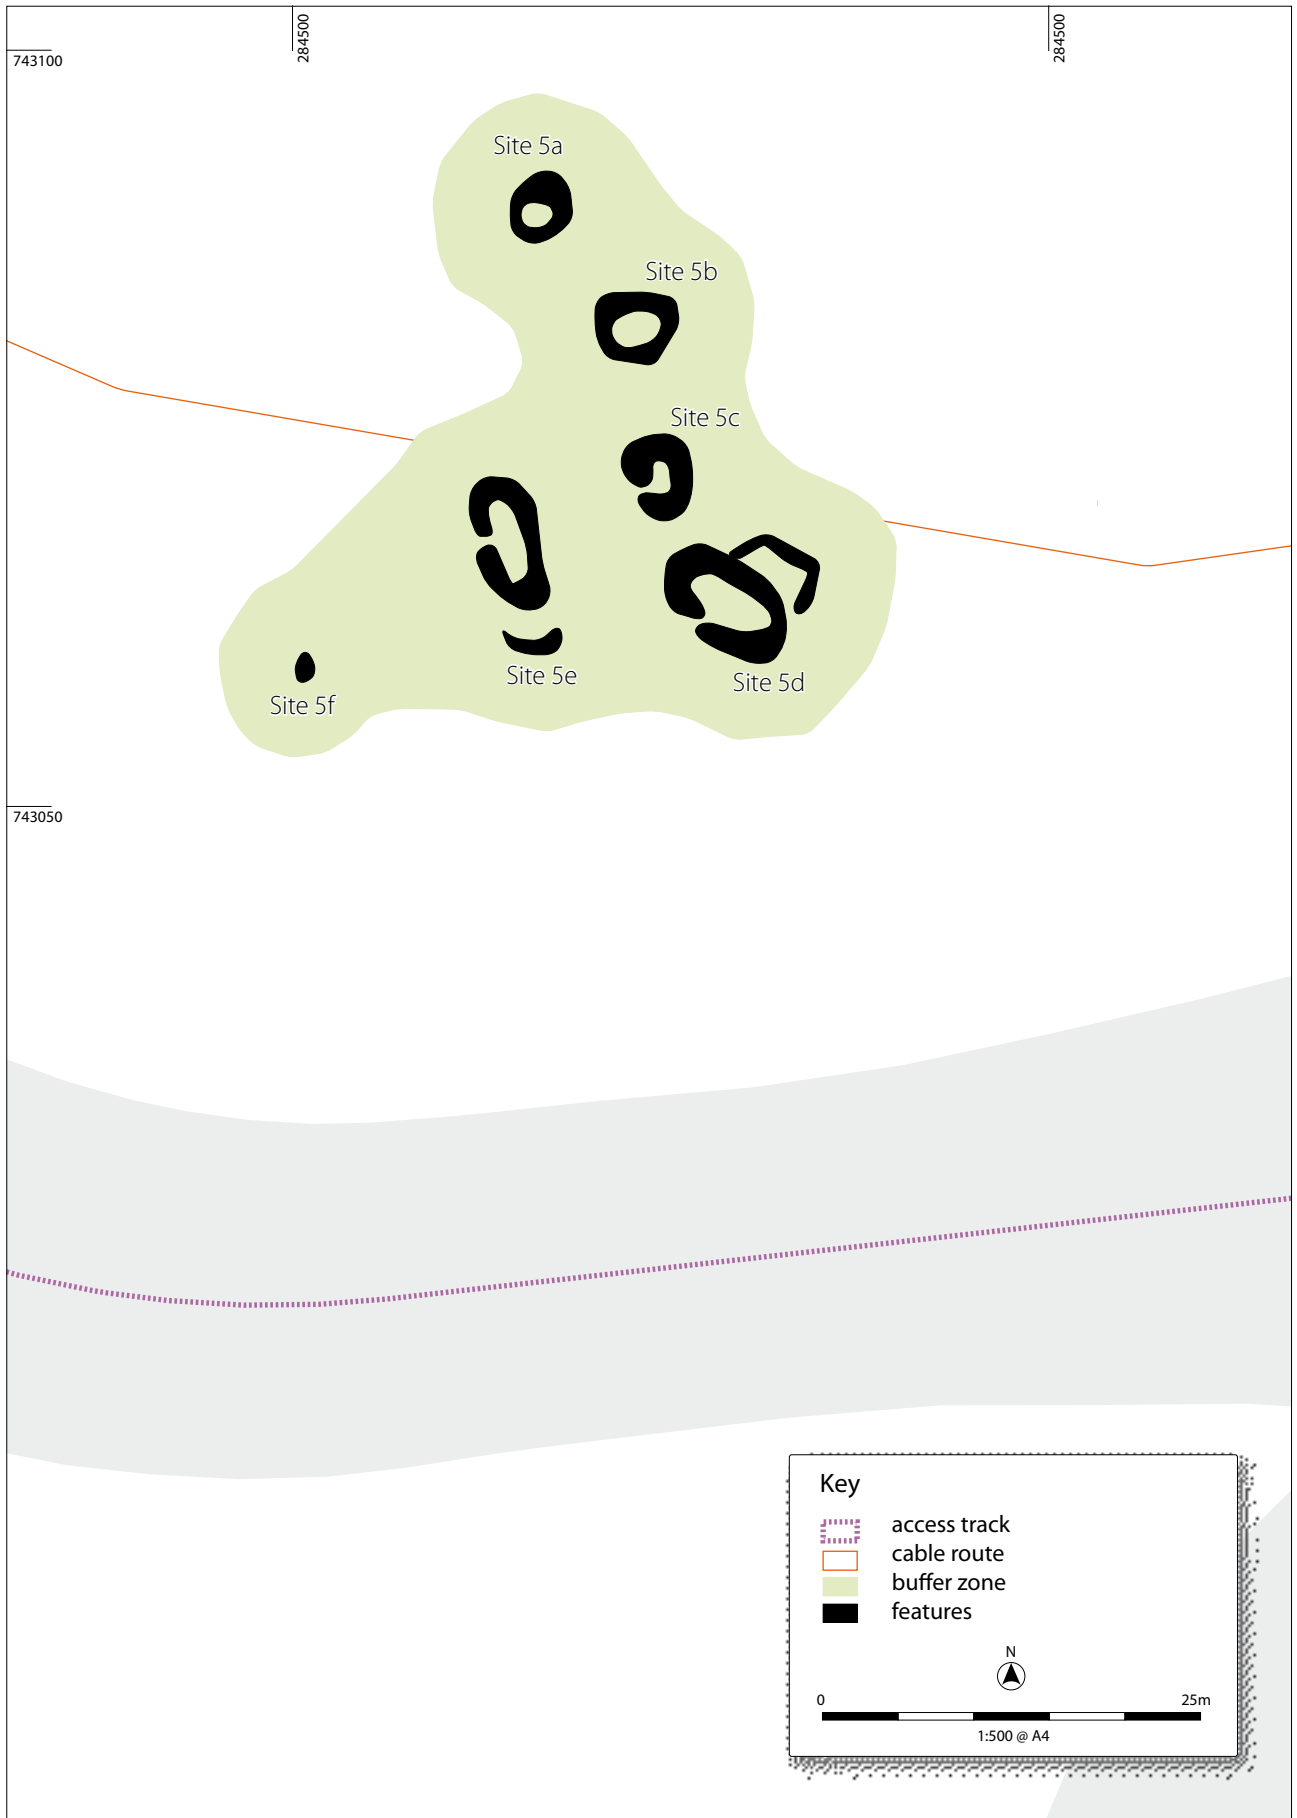 284500
284500
743100
Site 5a
Site 5b
Site 5c
Site 5e
Site 5d
Site 5f
743050
Key
access track
cable route
buffer zone
features
N
0 25m
1:500 @ A4